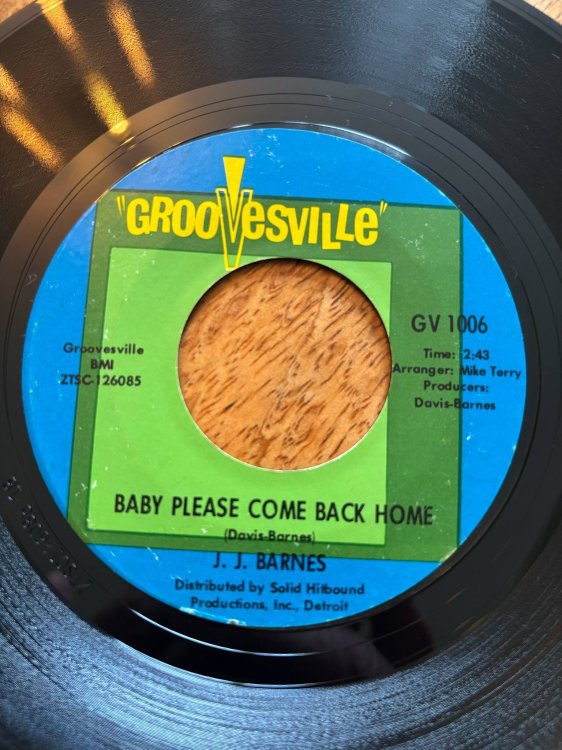 "GROOVESVILLE"
GV 1006
Groovesville
BMI
ZTSC-126085
Time: 2:43
Arranger: Mike Terry
Producers:
Davis-Barnes
BABY PLEASE COME BACK HOME
(Davis-Barnes)
J. J. BARNES
Distributed by Solid Hitbound
Productions, Inc., Detroit